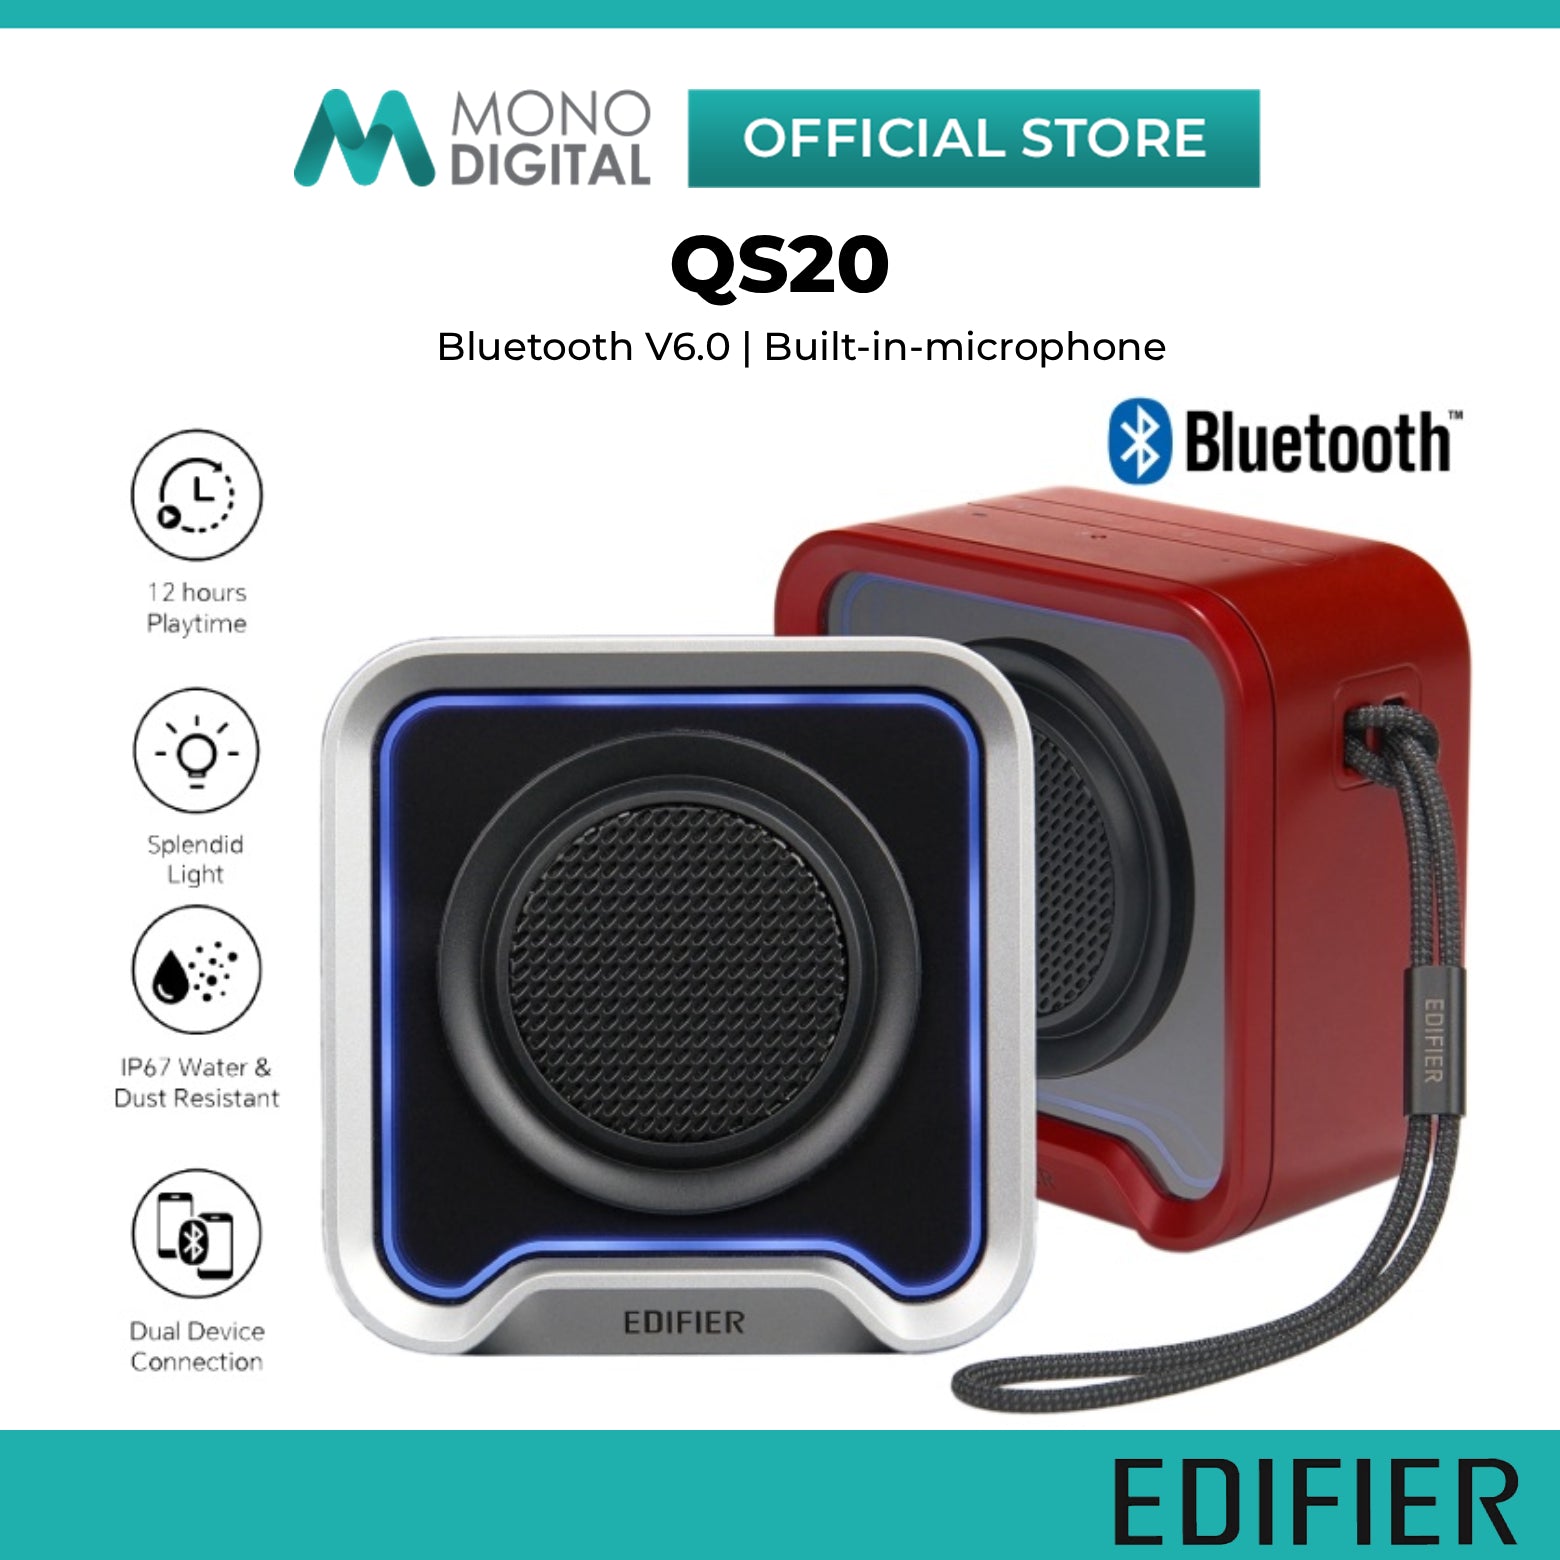 MONO
DIGITAL
OFFICIAL STORE
QS20
Bluetooth V6.0 | Built-in-microphone
Bluetooth™
12 hours
Playtime
Splendid
Light
IP67 Water &
Dust Resistant
Dual Device
Connection
EDIFIER
EDIFIER
EDIFIER